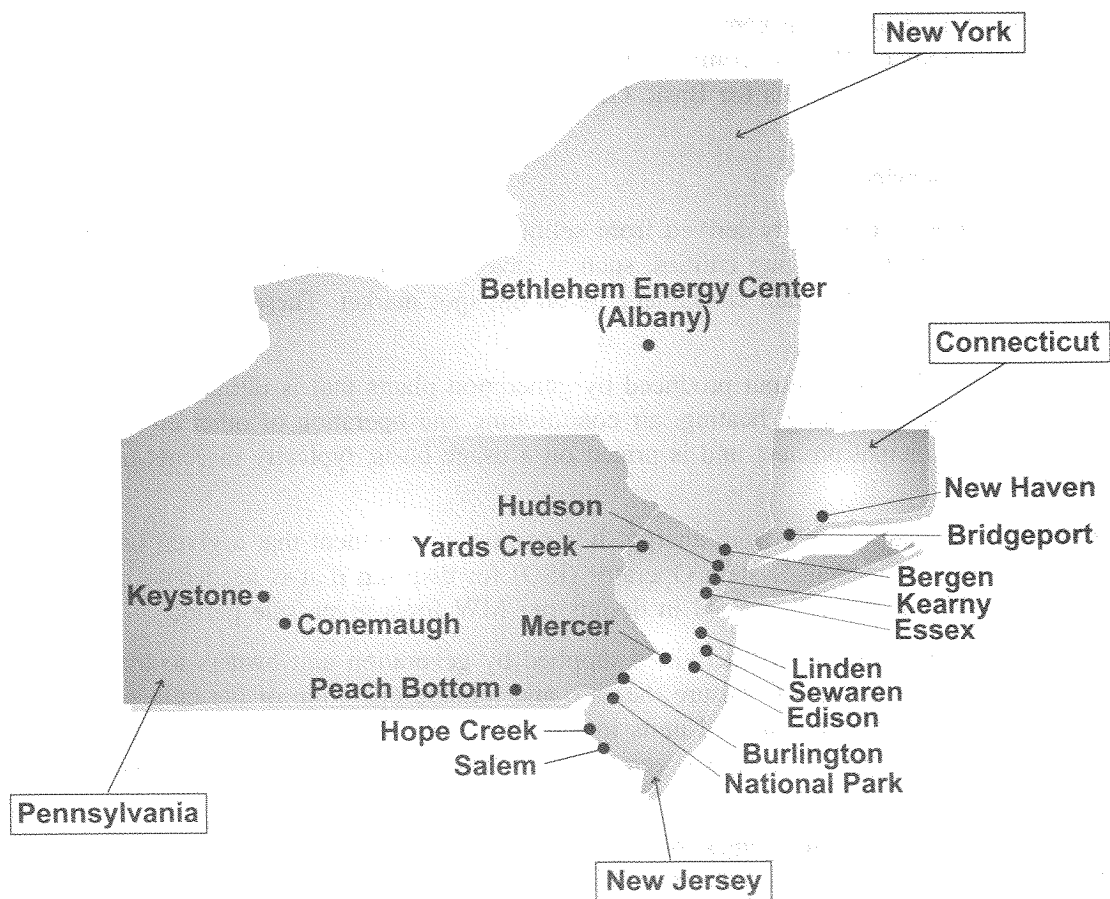 New York
Bethlehem Energy Center
(Albany)
Connecticut
New Haven
Hudson
Bridgeport
Yards Creek
Bergen
Kearny
Keystone
Essex
Conemaugh
Mercer
Linden
Sewaren
Peach Bottom
Edison
Hope Creek
Burlington
Salem
National Park
Pennsylvania
New Jersey